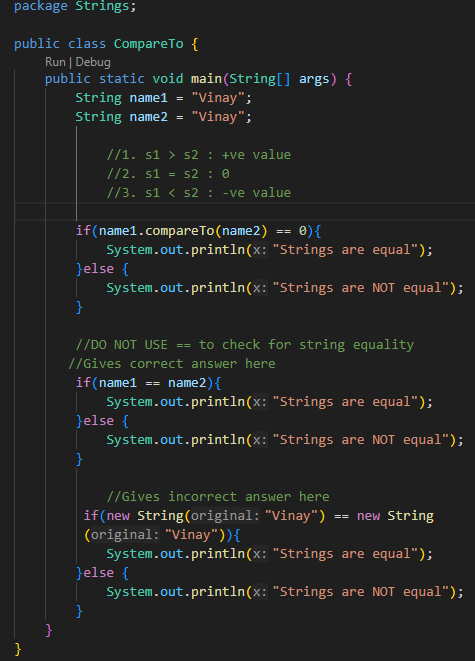 package Strings;
public class CompareTo {
Run | Debug
public static void main(String[] args) {
String name1 = "Vinay";
String name2 = "Vinay";
//1. s1 > s2 : +ve value
//2. s1 = s2 : 0
//3. s1 < s2 : -ve value
if(name1.compareTo(name2) == 0){
System.out.println(x: "Strings are equal");
}else {
System.out.println(x: "Strings are NOT equal");
}
//DO NOT USE == to check for string equality
//Gives correct answer here
if(name1 == name2){
System.out.println(x: "Strings are equal");
}else {
System.out.println(x: "Strings are NOT equal");
}
//Gives incorrect answer here
if(new String(original: "Vinay") == new String
(original: "Vinay")){
System.out.println(x: "Strings are equal");
}else {
System.out.println(x: "Strings are NOT equal");
}
}
}